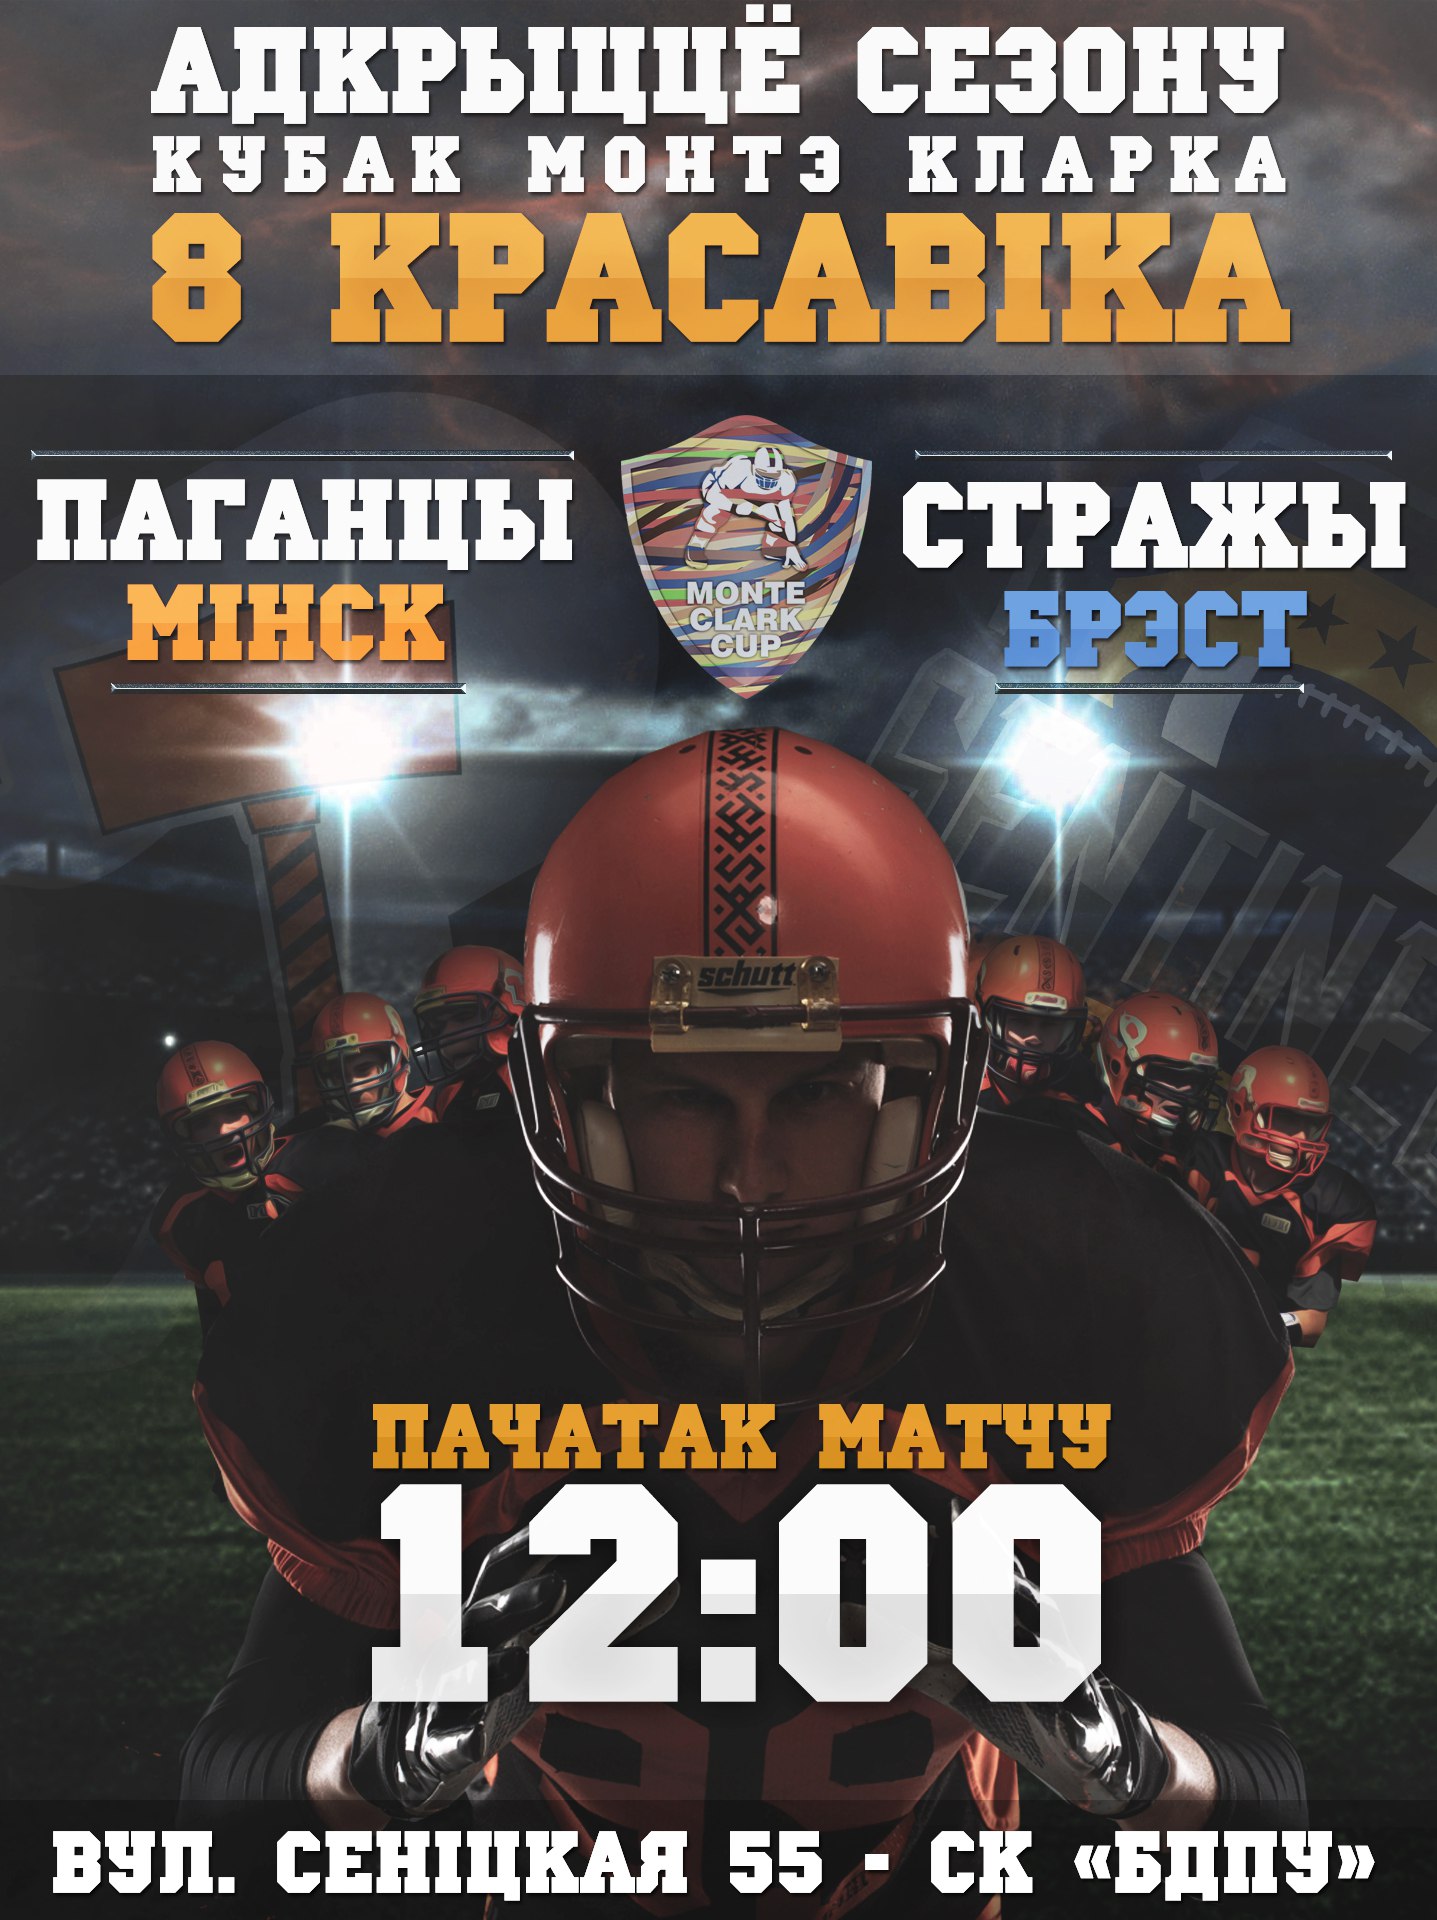 АДКРЫЦЦЁ СЕЗОНУ
КУБАК МОНТЭ КЛАРКА
8 КРАСАВІКА
ПАГАНЦЫ
МІНСК
MONTE
CLARK
CUP
СТРАЖЫ
БРЭСТ
schutt
ПАЧАТАК МАТЧУ
12:00
ВУЛ. СЕНІЦКАЯ 55 - СК «БДПУ»